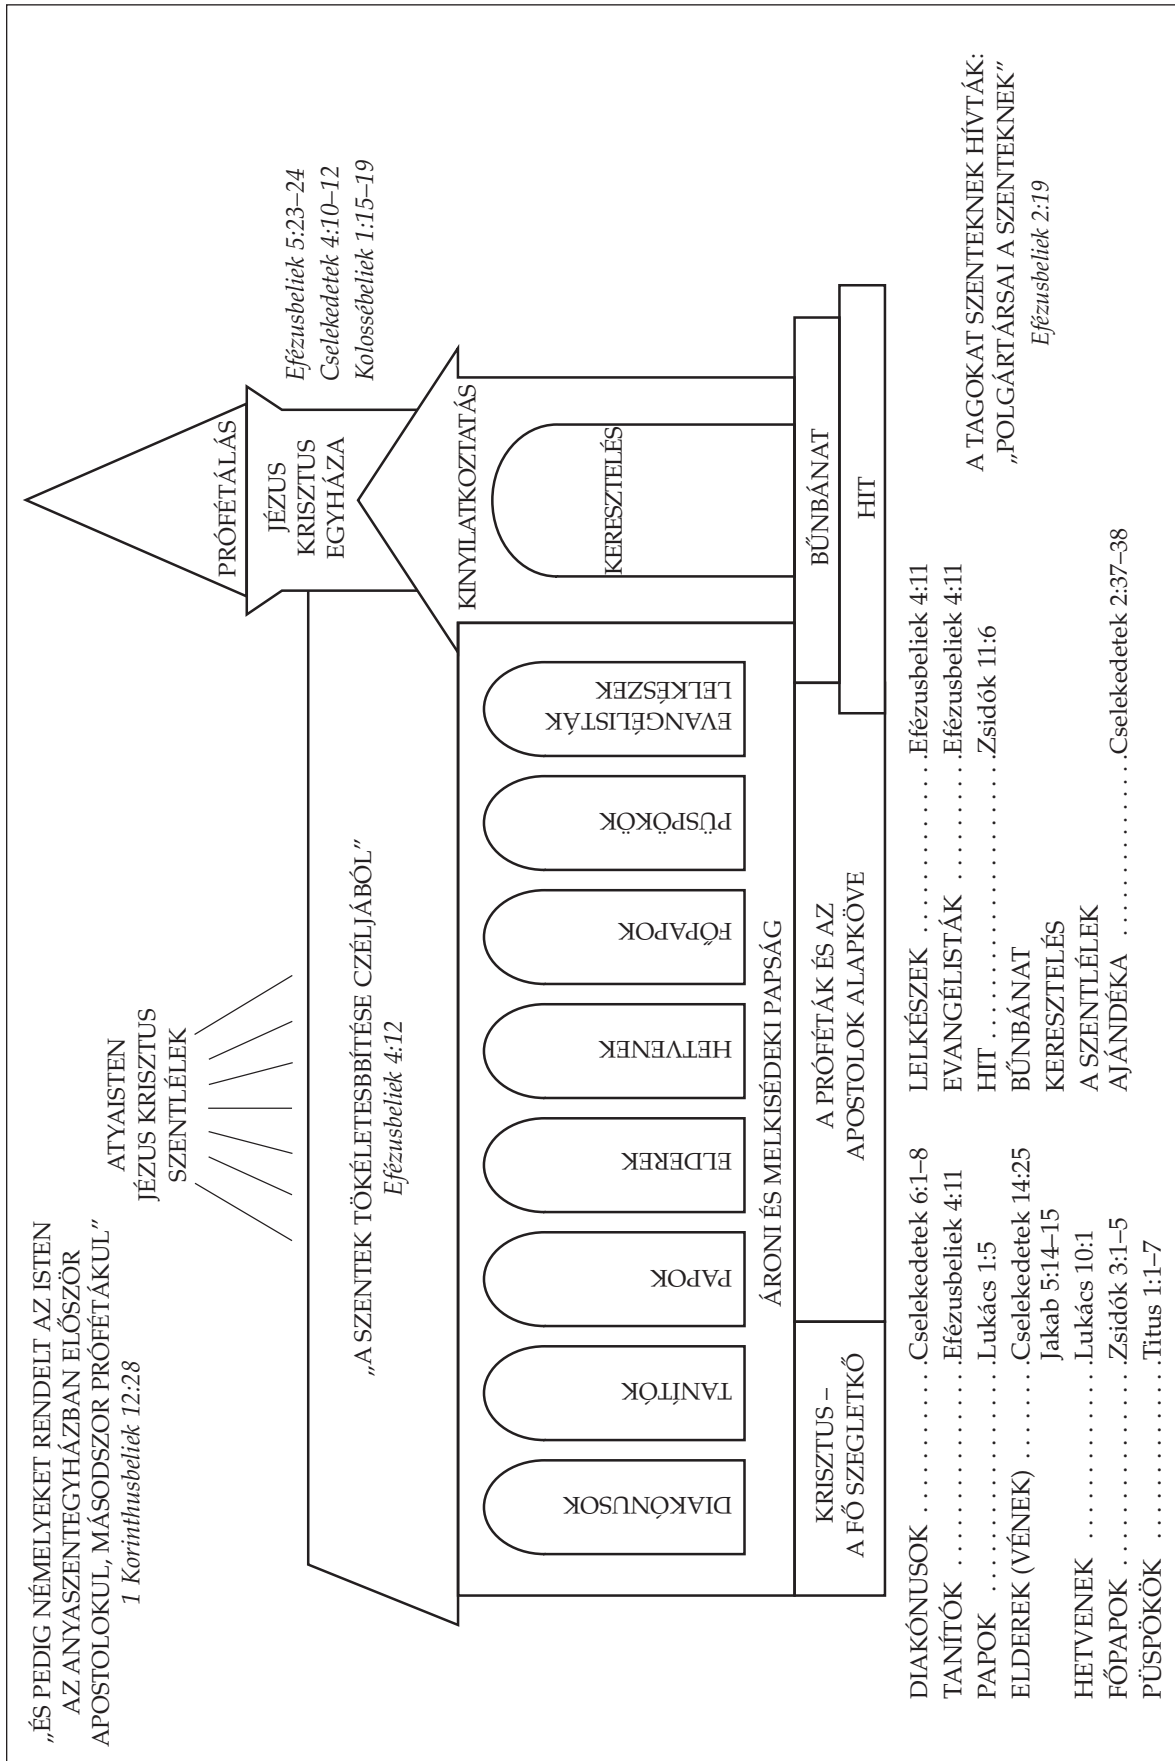 „ÉS PEDIG NÉMELYEKET RENDELT AZ ISTEN
AZ ANYASZENTEGYHÁZBAN ELŐSZÖR
APOSTOLOKUL, MÁSODSZOR PRÓFÉTÁKUL”
1 Korinthusbeliek 12:28
ATYAISTEN
JÉZUS KRISZTUS
SZENTLÉLEK
PRÓFÉTÁLÁS
JÉZUS
KRISZTUS
EGYHÁZA
Efézusbeliek 5:23–24
Cselekedetek 4:10–12
Kolossébeliek 1:15–19
„A SZENTEK TÖKÉLETESBBÍTÉSE CZÉLJÁBÓL”
Efézusbeliek 4:12
KINYILATKOZTATÁS
KERESZTELÉS
DIAKÓNUSOK
TANÍTÓK
PAPOK
ELDEREK
HETVENEK
FŐPAPOK
PÜSPÖKÖK
EVANGÉLISTÁK
LELKÉSZEK
ÁRONI ÉS MELKISÉDEKI PAPSÁG
KRISZTUS –
A FŐ SZEGLETKŐ
A PRÓFÉTÁK ÉS AZ
APOSTOLOK ALAPKÖVE
BŰNBÁNAT
HIT
DIAKÓNUSOK . . . . . . . . . . . . .Cselekedetek 6:1–8
TANÍTÓK . . . . . . . . . . . . . . . .Efézusbeliek 4:11
PAPOK . . . . . . . . . . . . . . . . . .Lukács 1:5
ELDEREK (VÉNEK) . . . . . . .Cselekedetek 14:25
Jakab 5:14–15
HETVENEK . . . . . . . . . . . . . .Lukács 10:1
FŐPAPOK . . . . . . . . . . . . . . . .Zsidók 3:1–5
PÜSPÖKÖK . . . . . . . . . . . . . .Titus 1:1–7
LELKÉSZEK . . . . . . . . . . . . .Efézusbeliek 4:11
EVANGÉLISTÁK . . . . . . . . . .Efézusbeliek 4:11
HIT . . . . . . . . . . . . . . . . . . . . .Zsidók 11:6
BŰNBÁNAT
KERESZTELÉS
A SZENTLÉLEK
AJÁNDÉKA . . . . . . . . . . . . .Cselekedetek 2:37–38
A TAGOKAT SZENTEKNEK HÍVTÁK:
„POLGÁRTÁRSAI A SZENTEKNEK”
Efézusbeliek 2:19